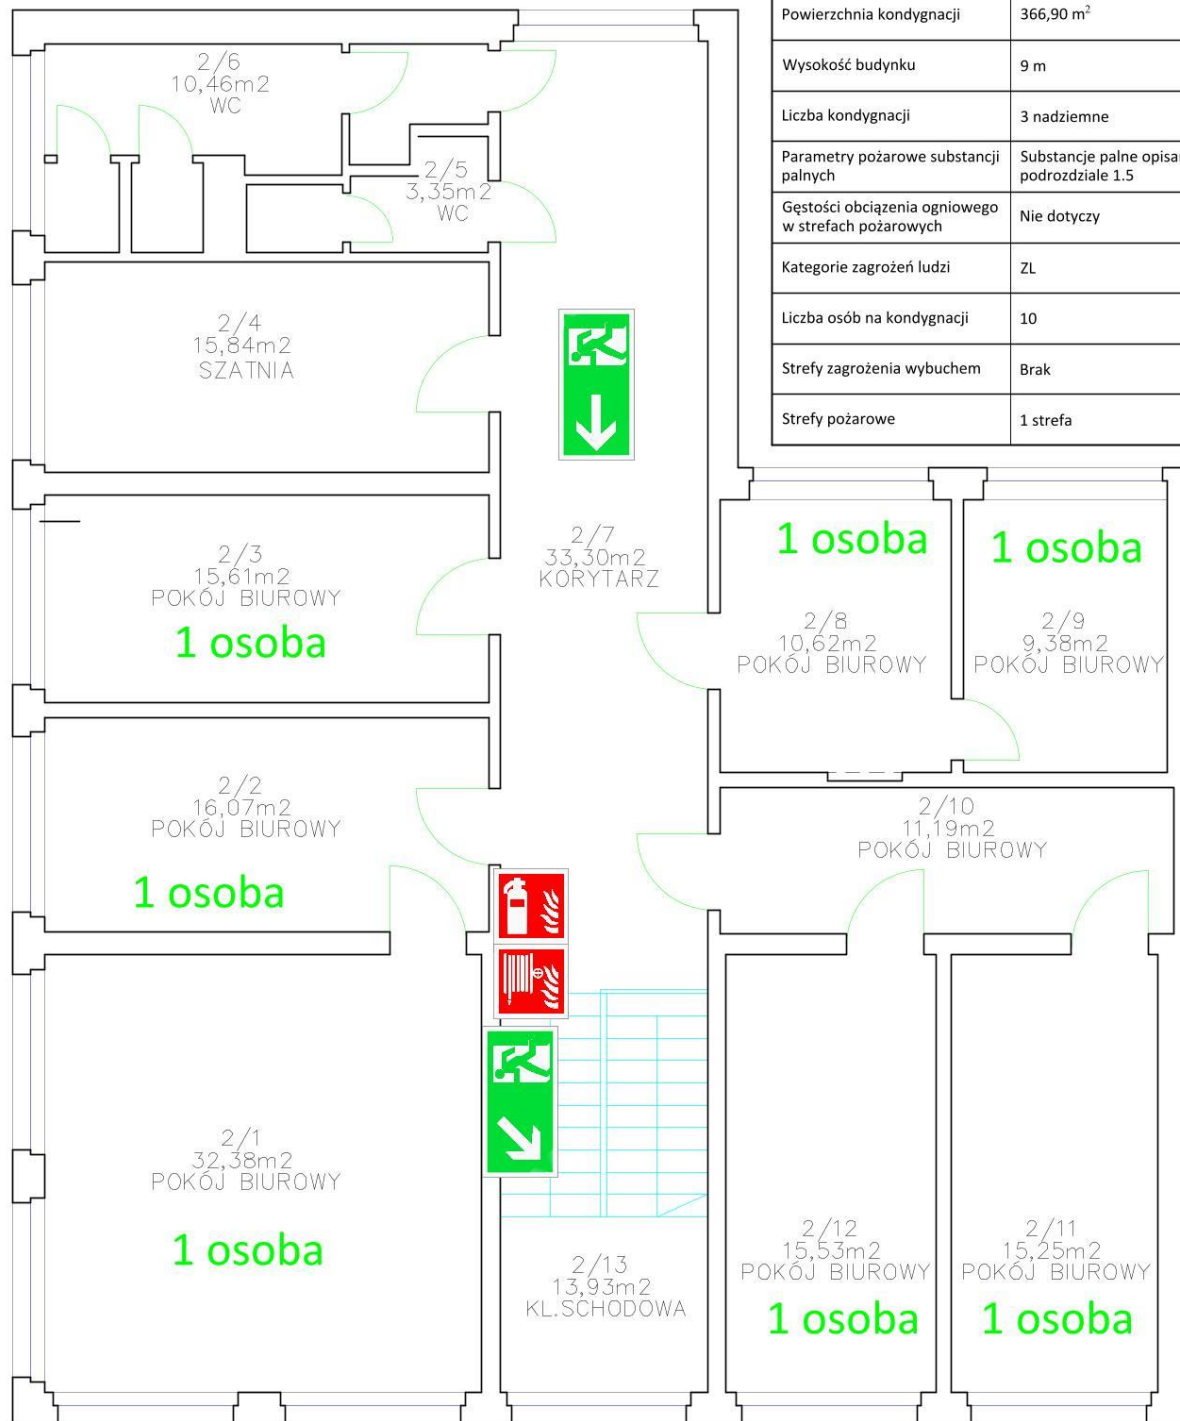 Powierzchnia kondygnacji 366,90 m²
Wysokość budynku 9 m
Liczba kondygnacji 3 nadziemne
Parametry pożarowe substancji palnych
Substancje palne
podrozdziale 1.5
Gęstości obciązenia ogniowego
w strefach pożarowych
Nie dotyczy
Kategorie zagrożeń ludzi ZL
Liczba osób na kondygnacji 10
Strefy zagrożenia wybuchem Brak
Strefy pożarowe 1 strefa
2/6
10,46m2
WC
2/5
3,35m2
WC
2/4
15,84m2
SZATNIA
2/3
15,61m2
POKÓJ BIUROWY
1 osoba
2/7
33,30m2
KORYTARZ
1 osoba
2/8
10,62m2
POKÓJ BIUROWY
1 osoba
2/9
9,38m2
POKÓJ BIUROWY
2/2
16,07m2
POKÓJ BIUROWY
1 osoba
2/10
11,19m2
POKÓJ BIUROWY
2/1
32,38m2
POKÓJ BIUROWY
1 osoba
2/13
13,93m2
KL.SCHODOWA
2/12
15,53m2
POKÓJ BIUROWY
1 osoba
2/11
15,25m2
POKÓJ BIUROWY
1 osoba